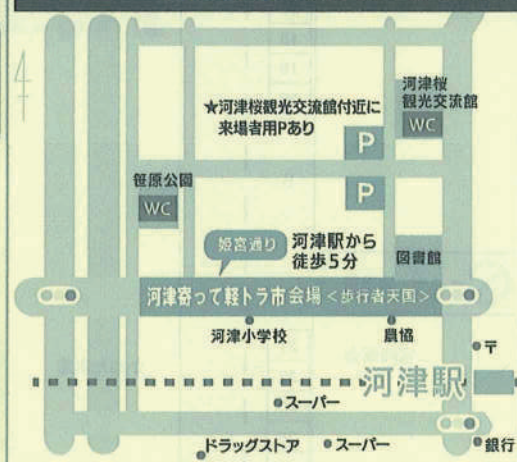 4
河津桜
観光交流館
WC
★河津桜観光交流館付近に
来場者用Pあり
P
P
笹原公園
WC
姫宮通り
河津駅から
徒歩5分
図書館
河津寄って軽トラ市会場<歩行者天国>
河津小学校
農協
〒
河津駅
スーパー
ドラッグストア
スーパー
銀行